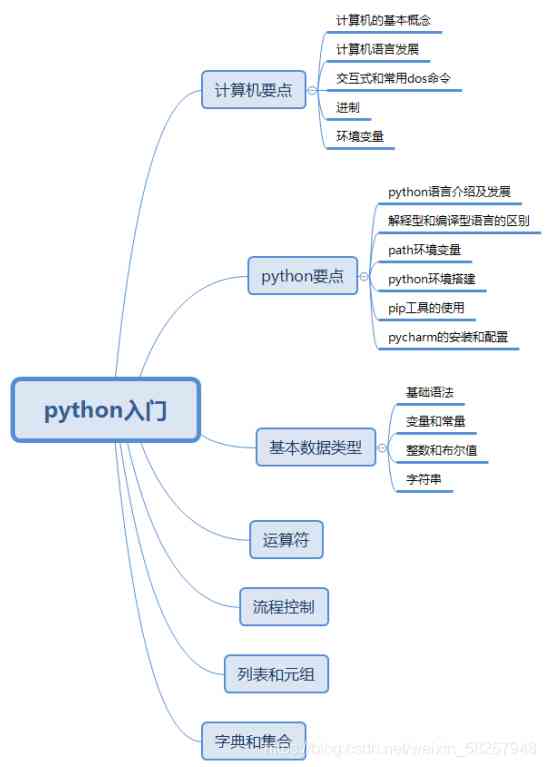 计算机的基本概念
计算机语言发展
计算机要点
交互式和常用dos命令
进制
环境变量
python语言介绍及发展
解释型和编译型语言的区别
path环境变量
python要点
python环境搭建
pip工具的使用
pycharm的安装和配置
python入门
基础语法
变量和常量
基本数据类型
整数和布尔值
字符串
运算符
流程控制
列表和元组
字典和集合